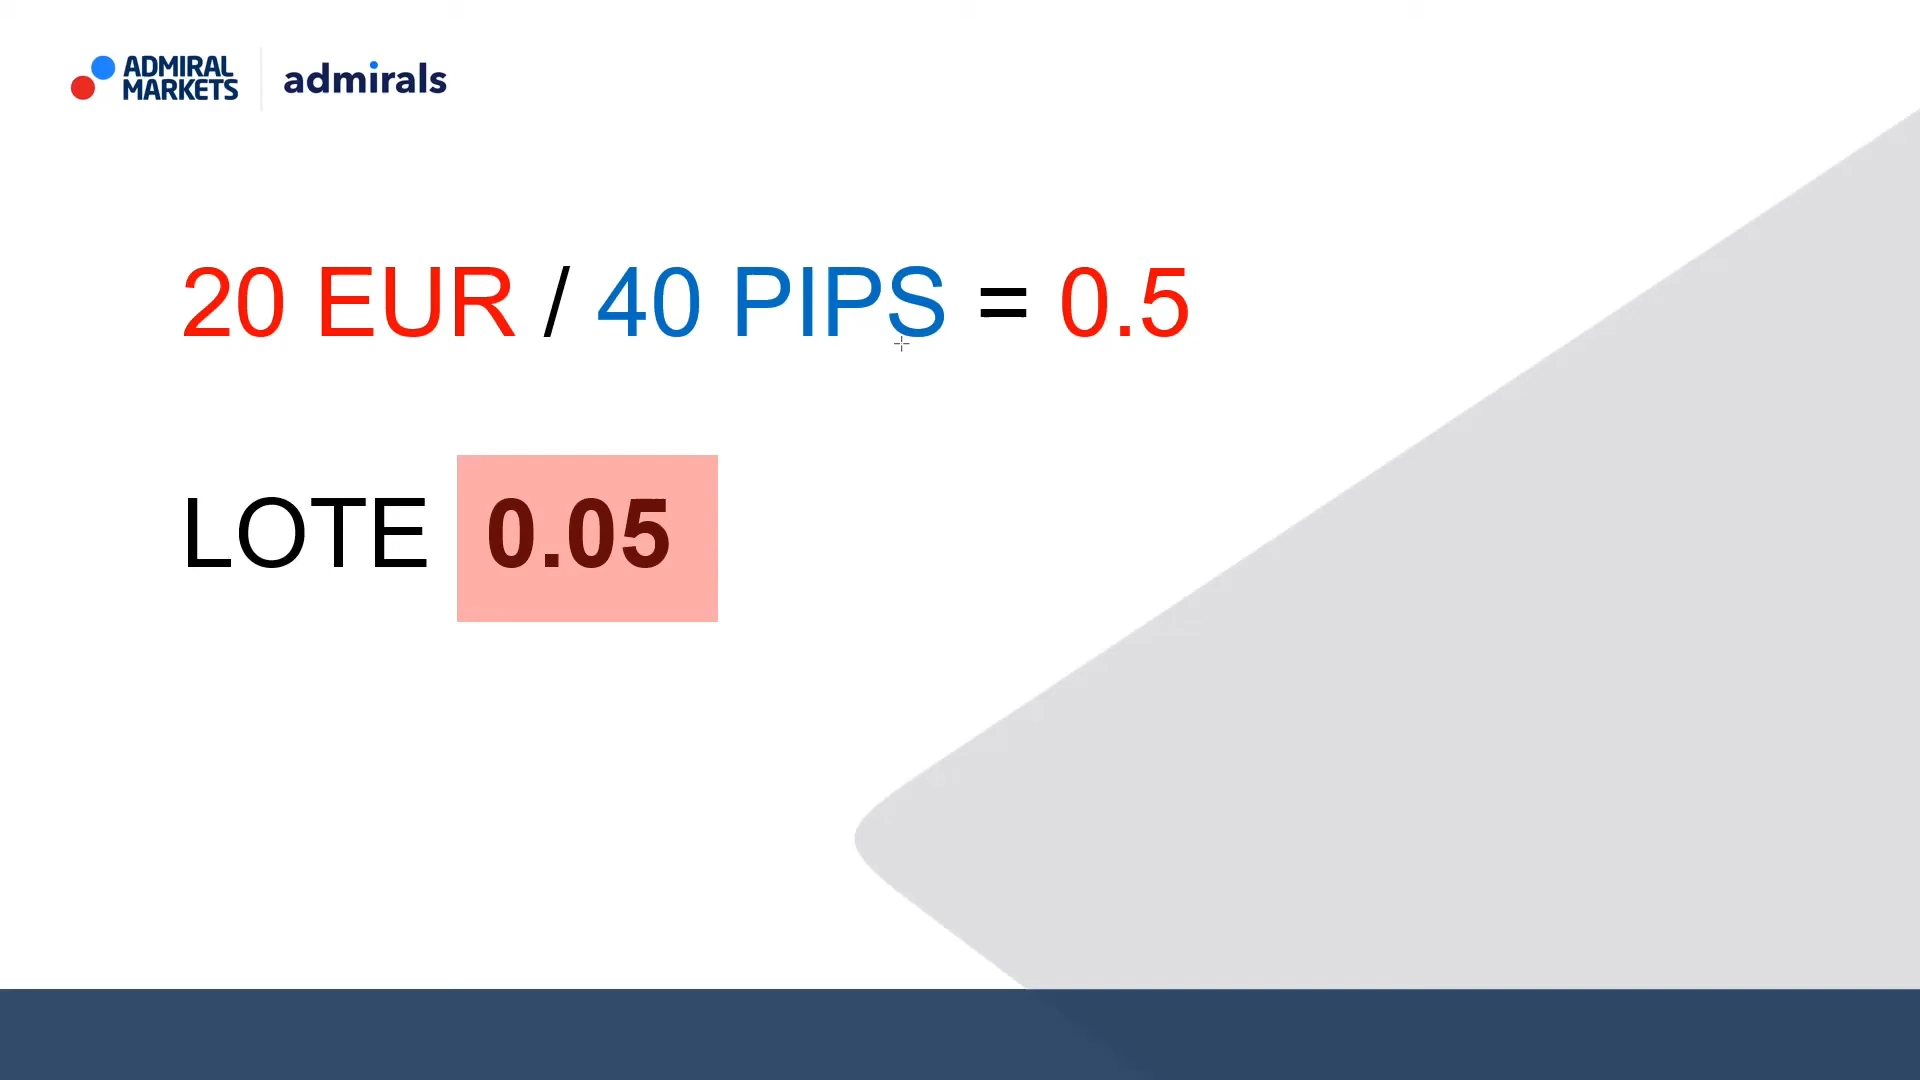 ADMIRAL
MARKETS
admirals
20 EUR / 40 PIPS = 0.5
LOTE 0.05